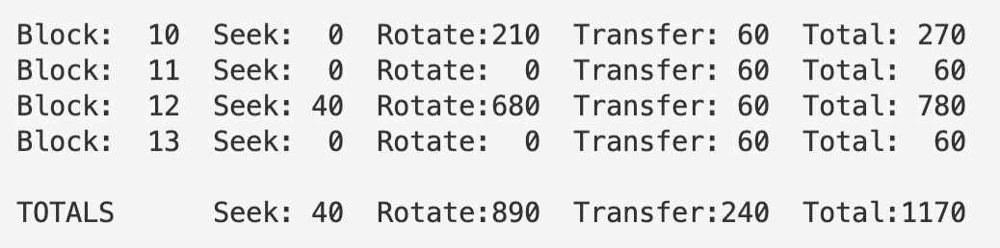 Block:  10  Seek:  0  Rotate:210  Transfer: 60  Total: 270
Block:  11  Seek:  0  Rotate:  0  Transfer: 60  Total:  60
Block:  12  Seek: 40  Rotate:680  Transfer: 60  Total: 780
Block:  13  Seek:  0  Rotate:  0  Transfer: 60  Total:  60
TOTALS      Seek: 40  Rotate:890  Transfer:240  Total:1170